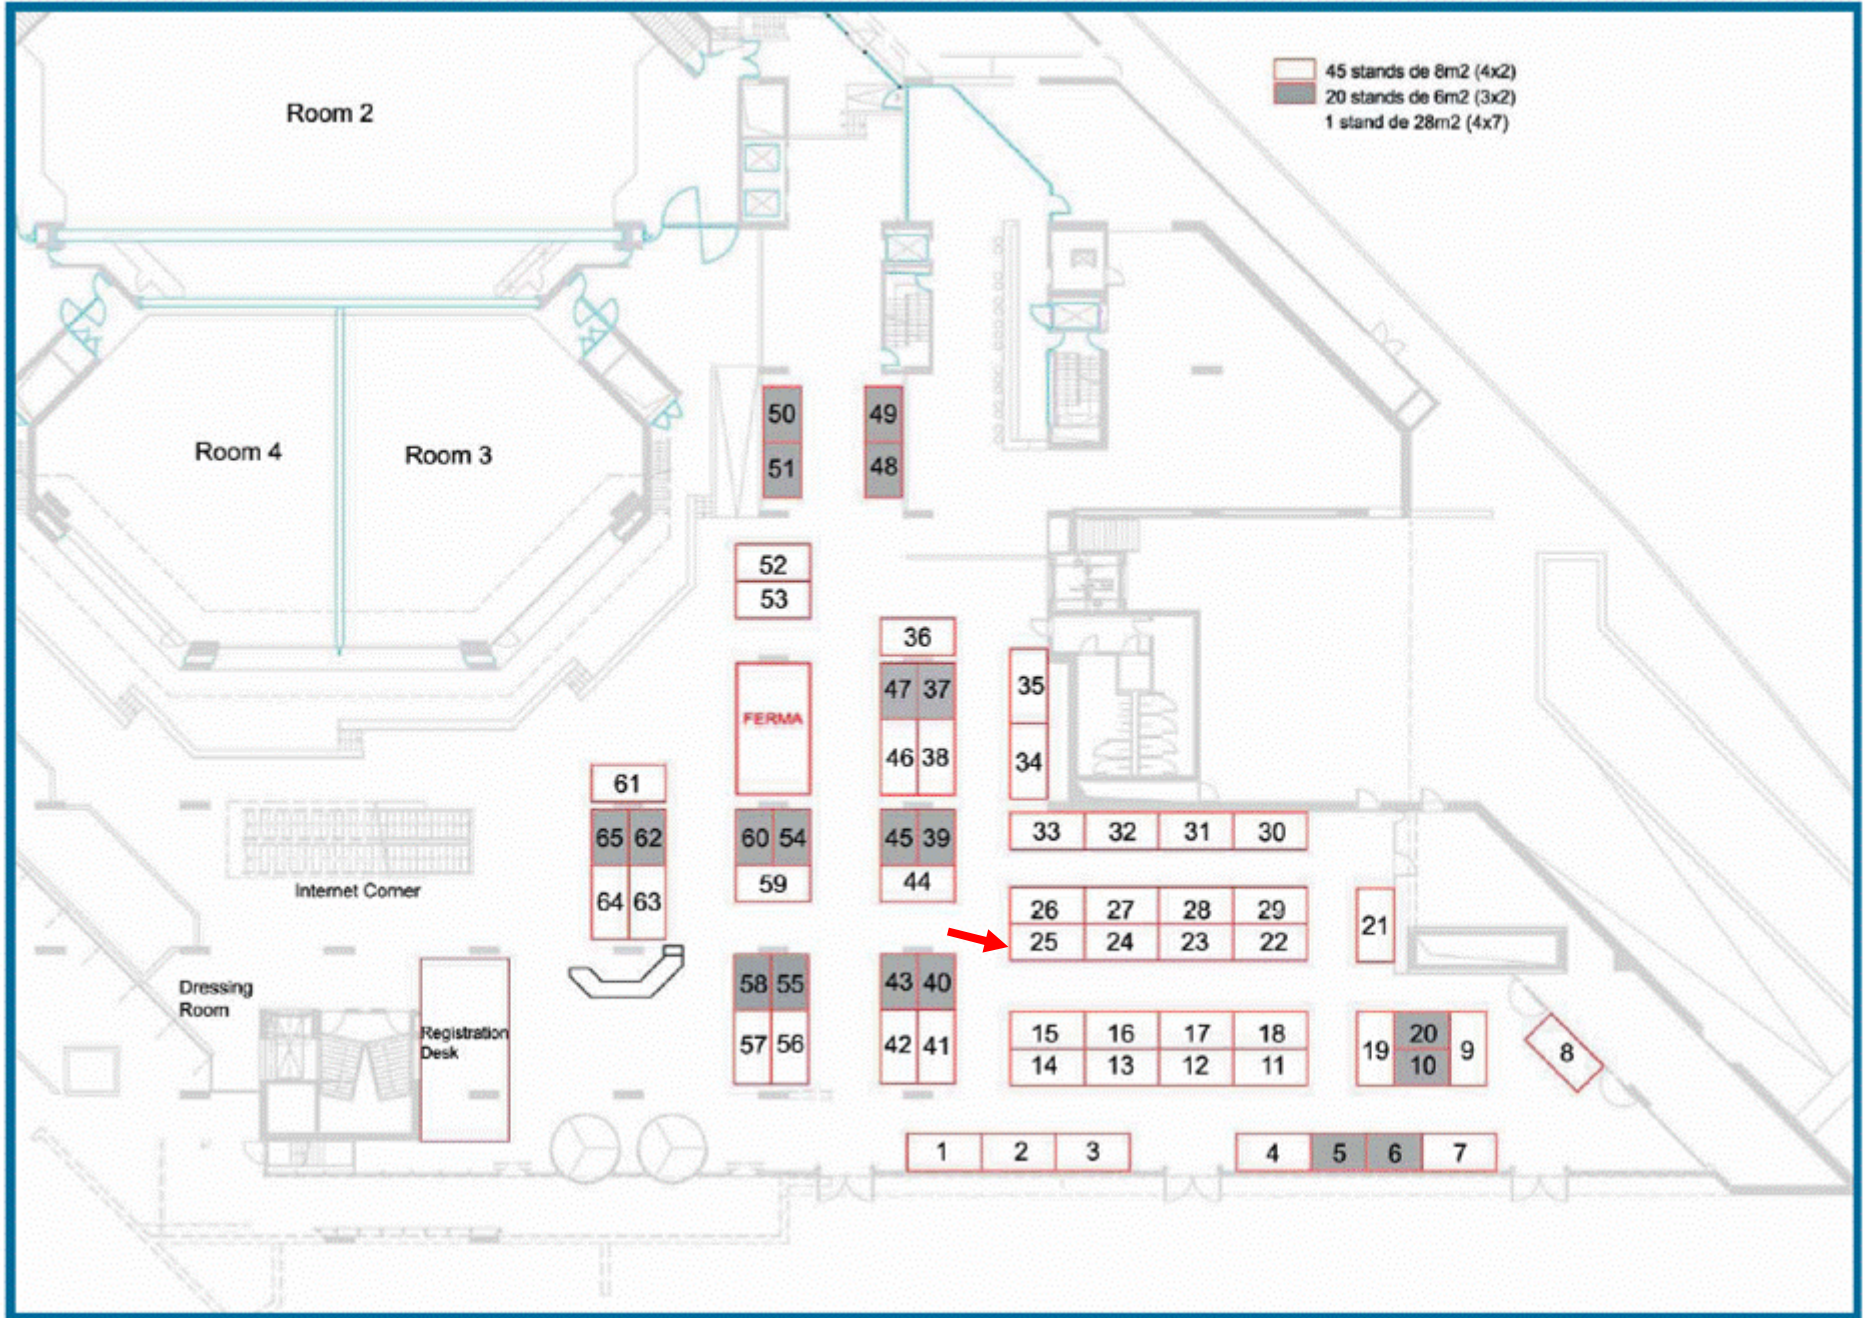 45 stands de 8m2 (4x2)
20 stands de 6m2 (3x2)
1 stand de 28m2 (4x7)
Room 2
Room 4
Room 3
50
49
51
48
52
53
36
47 37
35
FERMA
46 38
34
61
65 62
60 54
45 39
33 32 31 30
59
44
Internet Corner
64 63
26 27 28 29
21
25 24 23 22
58 55
43 40
Dressing
Room
Registration
Desk
57 56
42 41
15 16 17 18
19
20
9
8
14 13 12 11
10
1 2 3
4 5 6 7